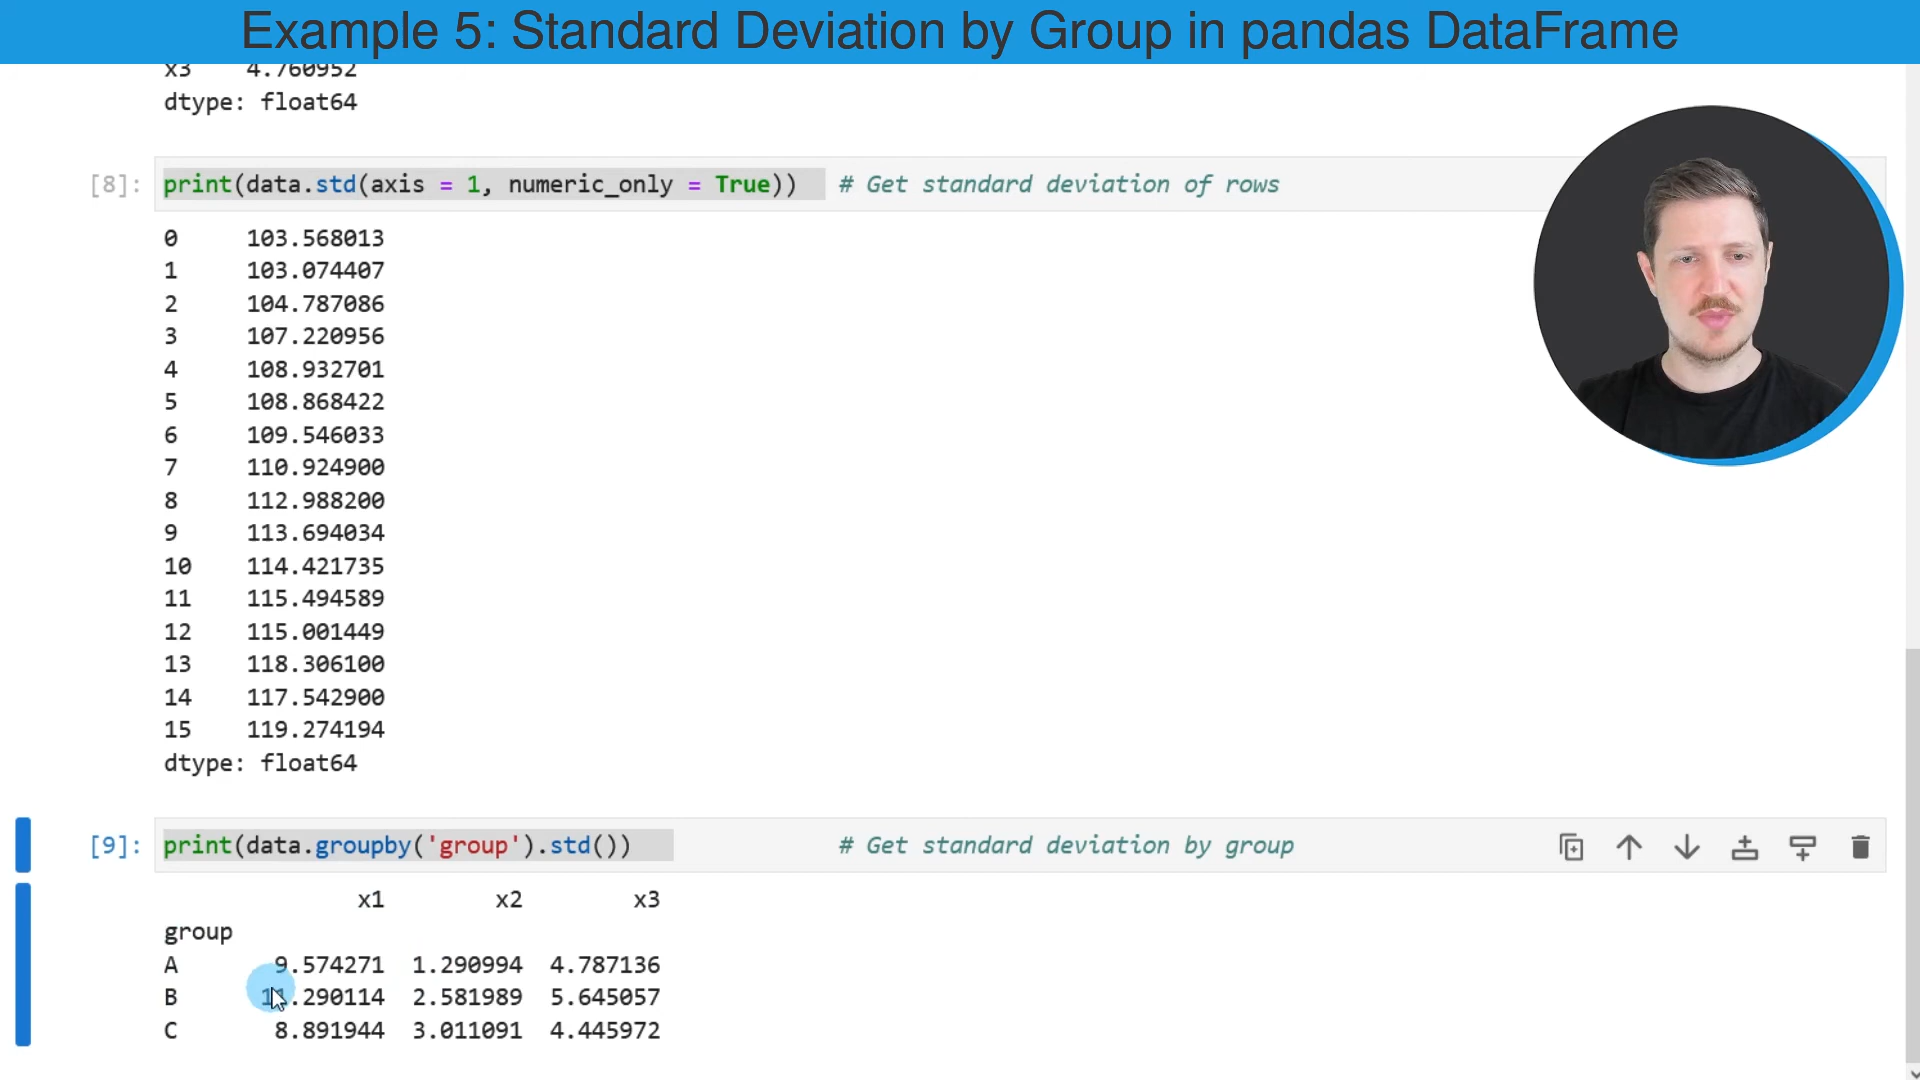 Example 5: Standard Deviation by Group in pandas DataFrame
x3 4.760952
dtype: float64
[8]: print(data.std(axis = 1, numeric_only = True)) # Get standard deviation of rows
0 103.568013
1 103.074407
2 104.787086
3 107.220956
4 108.932701
5 108.868422
6 109.546033
7 110.924900
8 112.988200
9 113.694034
10 114.421735
11 115.494589
12 115.001449
13 118.306100
14 117.542900
15 119.274194
dtype: float64
[9]: print(data.groupby('group').std()) # Get standard deviation by group
x1 x2 x3
group
A 9.574271 1.290994 4.787136
B 11.290114 2.581989 5.645057
C 8.891944 3.011091 4.445972